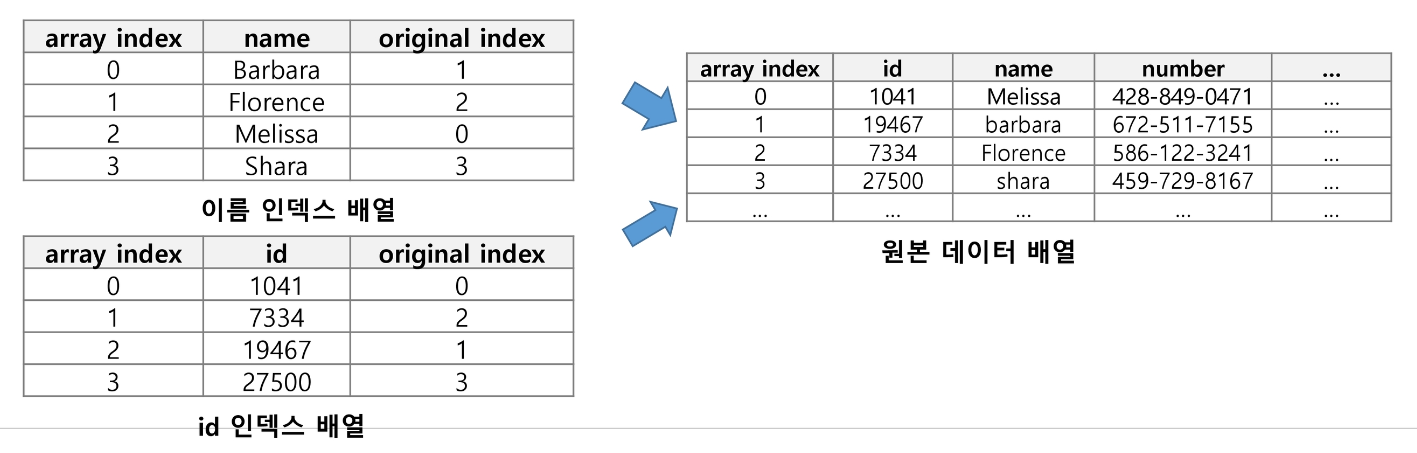 array index name original index
0 Barbara 1
1 Florence 2
2 Melissa 0
3 Shara 3
이름 인덱스 배열
array index id original index
0 1041 0
1 7334 2
2 19467 1
3 27500 3
id 인덱스 배열
array index id name number ...
0 1041 Melissa 428-849-0471 ...
1 19467 barbara 672-511-7155 ...
2 7334 Florence 586-122-3241 ...
3 27500 shara 459-729-8167 ...
... ... ... ... ...
원본 데이터 배열